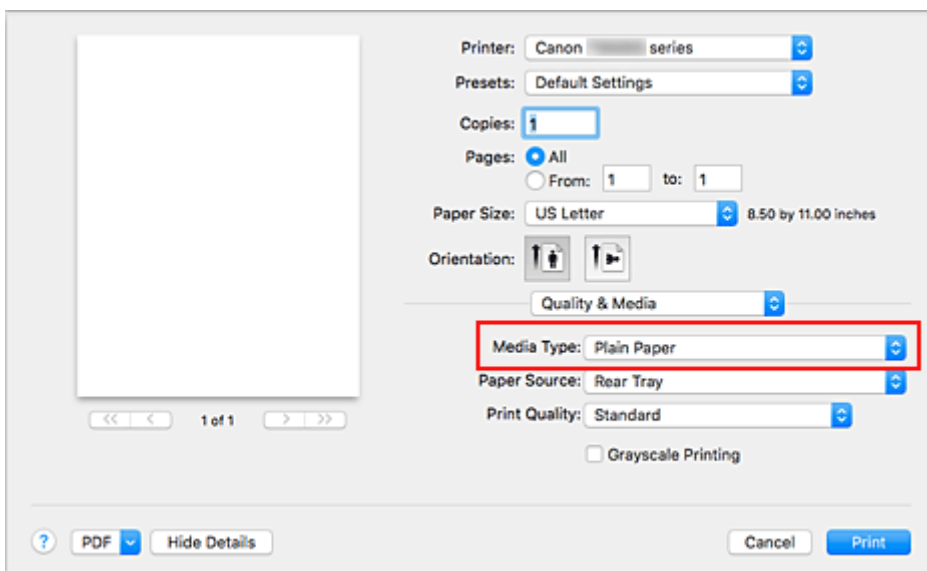 Printer: Canon series
Presets: Default Settings
Copies: 1
Pages: All
From: 1 to: 1
Paper Size: US Letter 8.50 by 11.00 inches
Orientation:
Quality & Media
Media Type: Plain Paper
Paper Source: Rear Tray
Print Quality: Standard
<< < 1 of 1 > >>
Grayscale Printing
? PDF Hide Details Cancel Print